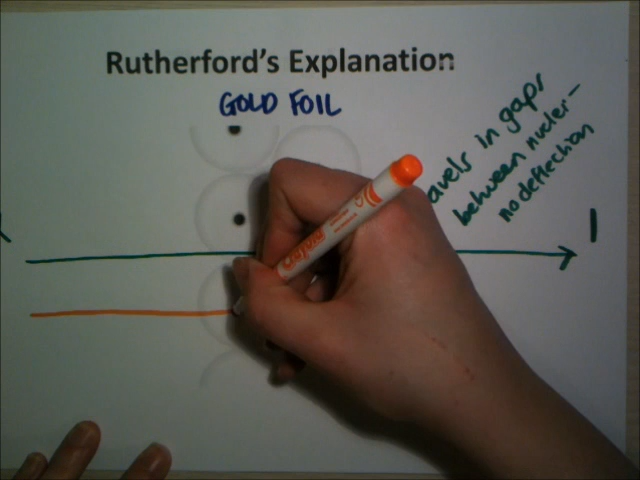 Rutherford's Explanation
GOLD FOIL
avels in gaps
between nuclei -
no deflection
1
Crayola